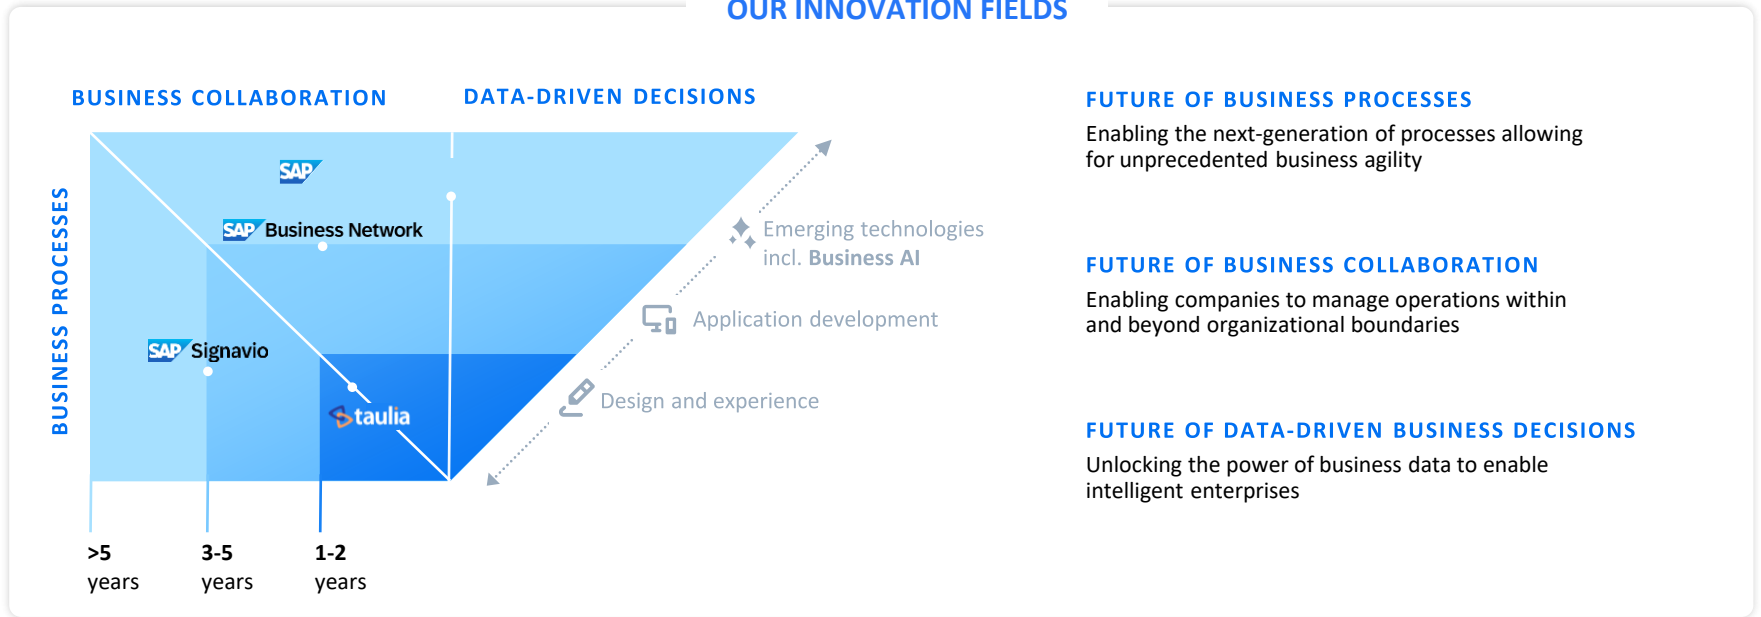 OUR INNOVATION FIELDS
BUSINESS COLLABORATION
DATA-DRIVEN DECISIONS
BUSINESS PROCESSES
SAP
SAP Business Network
SAP Signavio
taulia
Emerging technologies
incl. Business AI
Application development
Design and experience
>5
years
3-5
years
1-2
years
FUTURE OF BUSINESS PROCESSES
Enabling the next-generation of processes allowing
for unprecedented business agility
FUTURE OF BUSINESS COLLABORATION
Enabling companies to manage operations within
and beyond organizational boundaries
FUTURE OF DATA-DRIVEN BUSINESS DECISIONS
Unlocking the power of business data to enable
intelligent enterprises